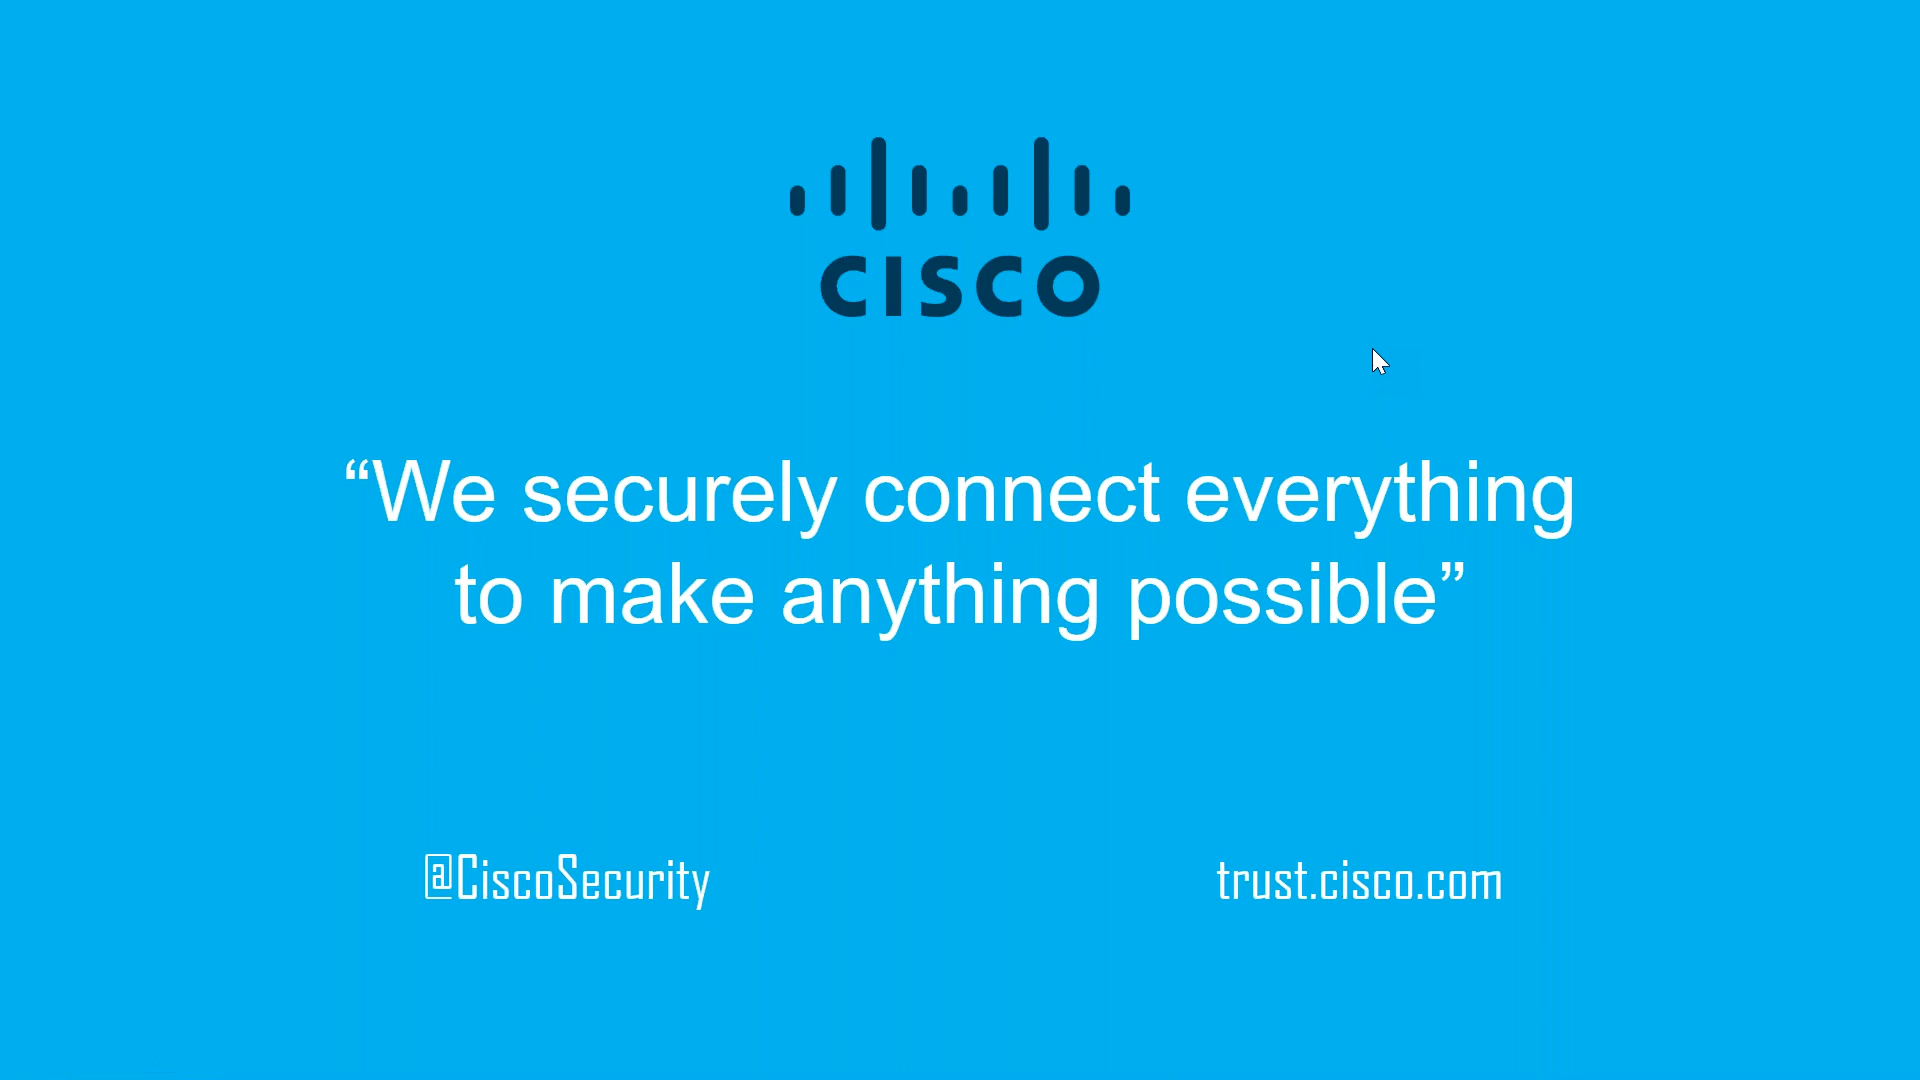 CISCO
“We securely connect everything
to make anything possible”
@CiscoSecurity
trust.cisco.com